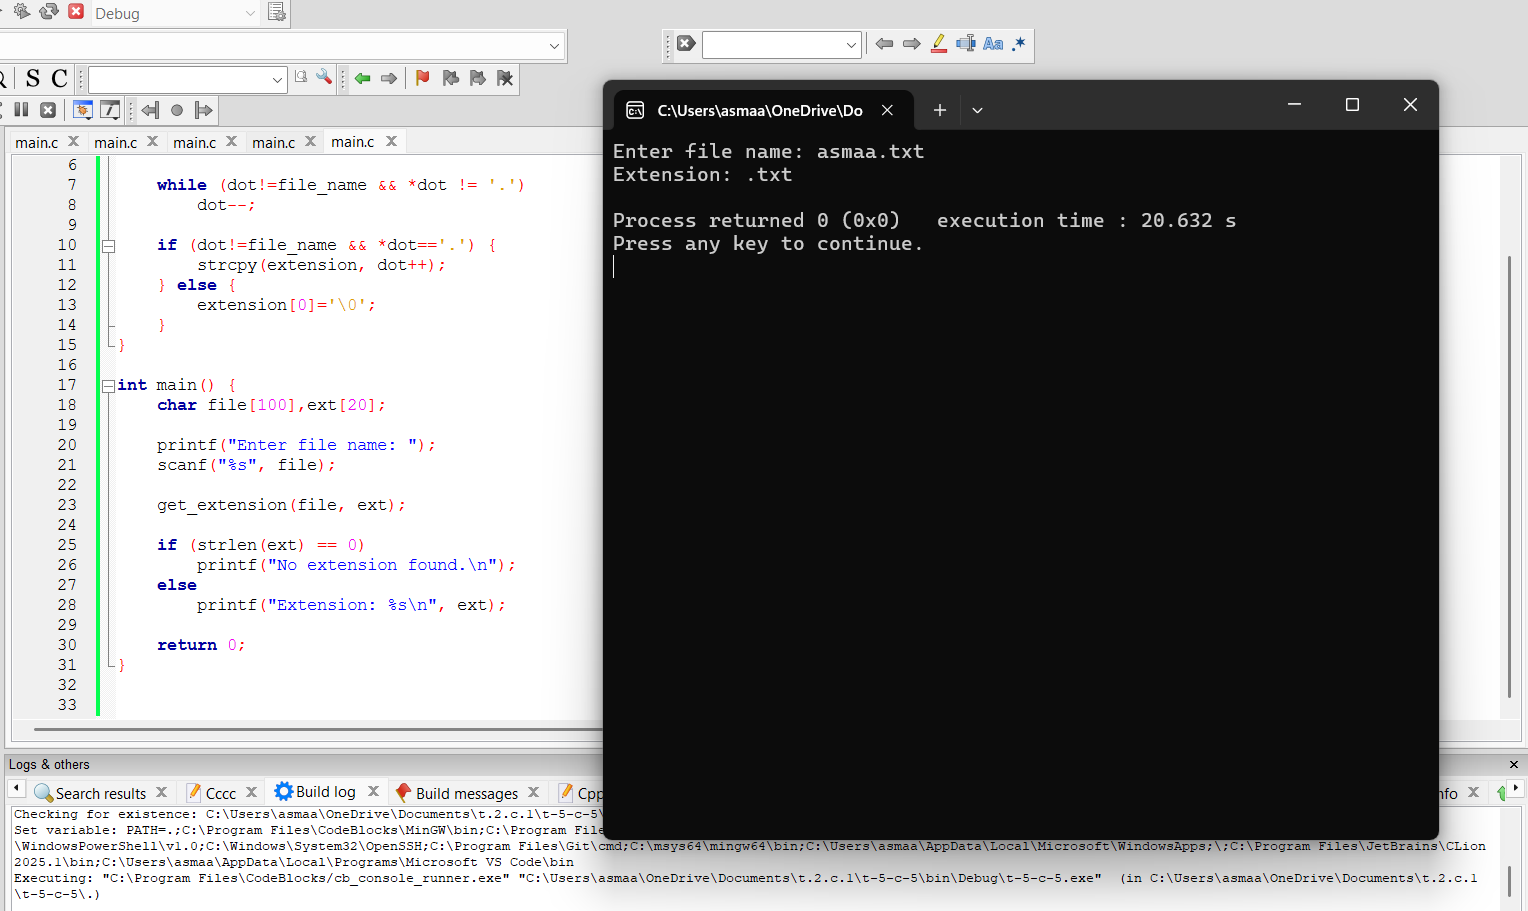 Debug
S C
Aa .*
main.c main.c main.c main.c main.c
6
7 while (dot!=file_name && *dot != '.')
8 dot--;
9
10 if (dot!=file_name && *dot=='.') {
11 strcpy(extension, dot++);
12 } else {
13 extension[0]='\0';
14 }
15 }
16
17 int main() {
18 char file[100],ext[20];
19
20 printf("Enter file name: ");
21 scanf("%s", file);
22
23 get_extension(file, ext);
24
25 if (strlen(ext) == 0)
26 printf("No extension found.\n");
27 else
28 printf("Extension: %s\n", ext);
29
30 return 0;
31 }
32
33
C:\Users\asmaa\OneDrive\Do
Enter file name: asmaa.txt
Extension: .txt
Process returned 0 (0x0)   execution time : 20.632 s
Press any key to continue.
Logs & others
Search results Cccc Build log Build messages Cpp nfo
Checking for existence: C:\Users\asmaa\OneDrive\Documents\t.2.c.1\t-5-c-5\
Set variable: PATH=.;C:\Program Files\CodeBlocks\MinGW\bin;C:\Program File
\WindowsPowerShell\v1.0;C:\Windows\System32\OpenSSH;C:\Program Files\Git\cmd;C:\msys64\mingw64\bin;C:\Users\asmaa\AppData\Local\Microsoft\WindowsApps;\;C:\Program Files\JetBrains\CLion
2025.1\bin;C:\Users\asmaa\AppData\Local\Programs\Microsoft VS Code\bin
Executing: "C:\Program Files\CodeBlocks/cb_console_runner.exe" "C:\Users\asmaa\OneDrive\Documents\t.2.c.1\t-5-c-5\bin\Debug\t-5-c-5.exe"  (in C:\Users\asmaa\OneDrive\Documents\t.2.c.1
\t-5-c-5\.)